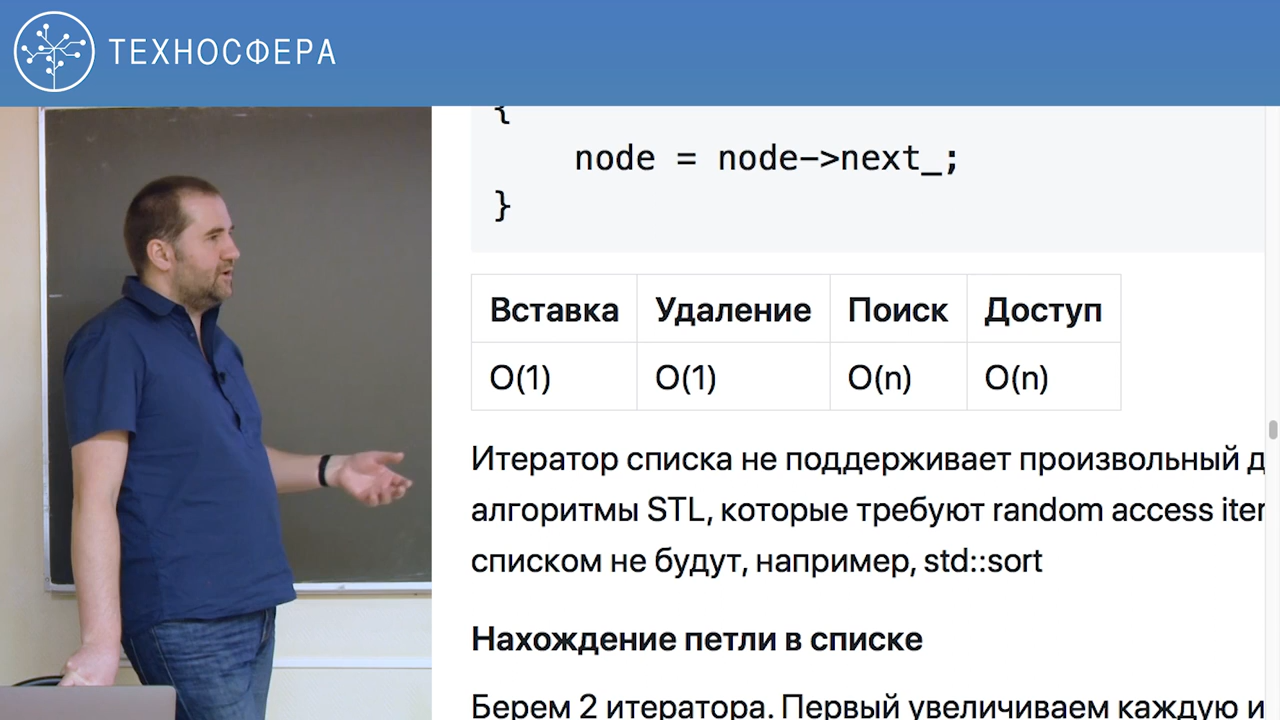 ТЕХНОСФЕРА
{
node = node->next_;
}
Вставка Удаление Поиск Доступ
O(1) O(1) O(n) O(n)
Итератор списка не поддерживает произвольный д
алгоритмы STL, которые требуют random access iter
списком не будут, например, std::sort
Нахождение петли в списке
Берем 2 итератора. Первый увеличиваем каждую и